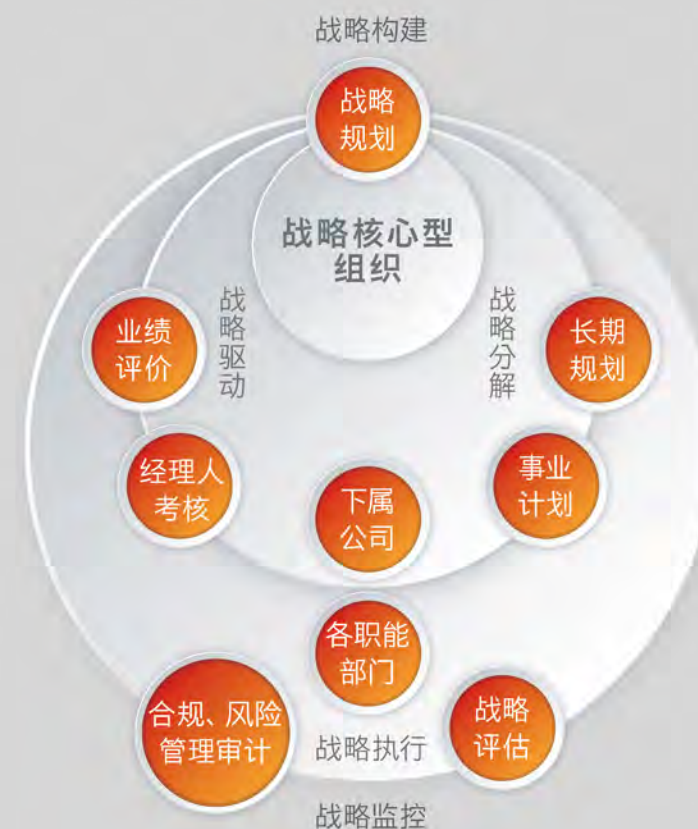 战略构建
战略
规划
战略核心型
组织
战略驱动
战略分解
业绩
评价
长期
规划
经理人
考核
事业
计划
下属
公司
各职能
部门
合规、风险
管理审计
战略
评估
战略执行
战略监控